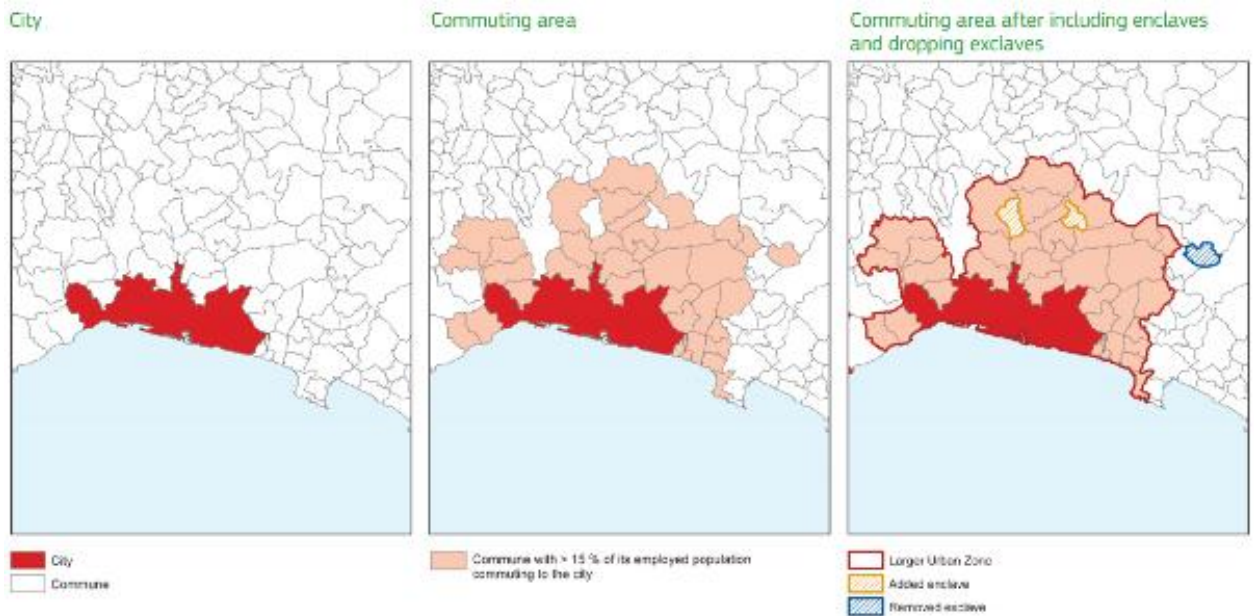 City
Commuting area
Commuting area after including enclaves
and dropping exclaves
City
Commune
Commune with > 15 % of its employed population
commuting to the city
Larger Urban Zone
Added enclave
Removed exclave